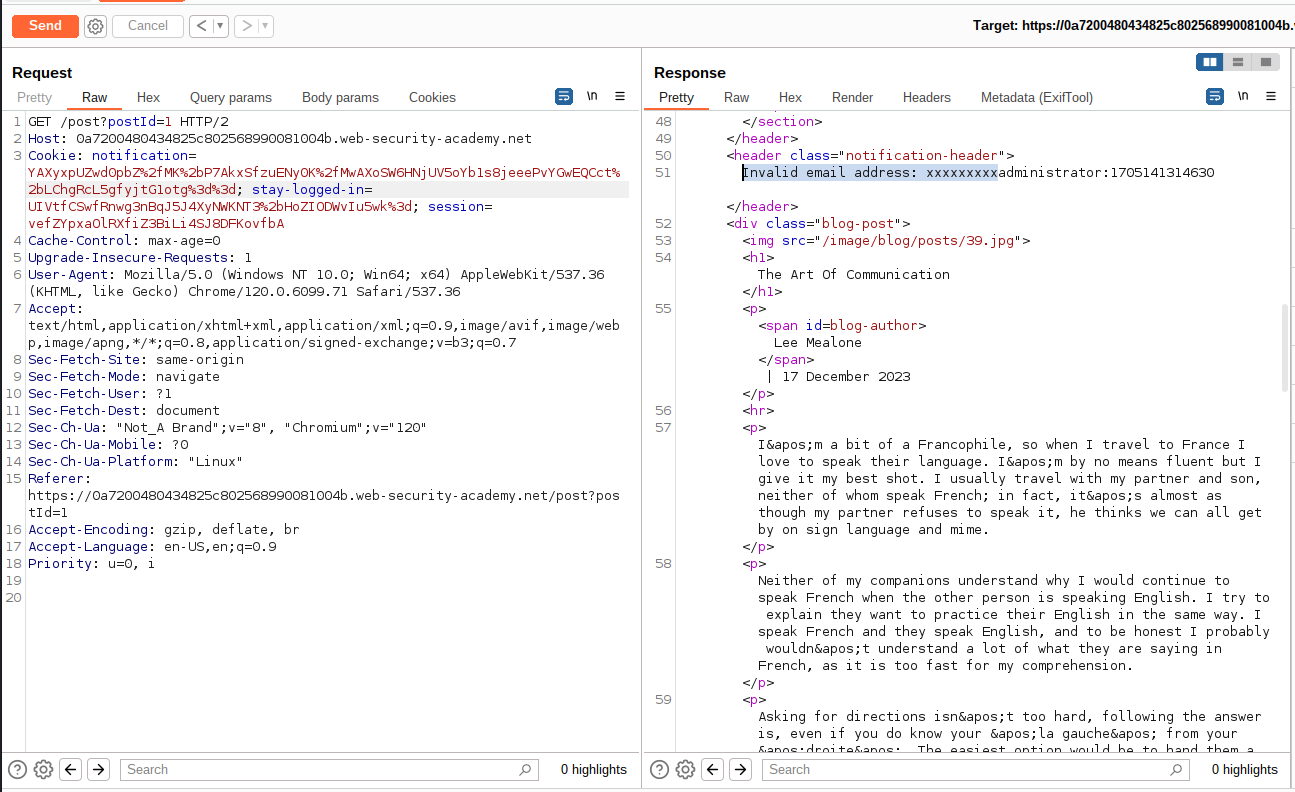 Send Cancel < ▾ > ▾ Target: https://0a7200480434825c802568990081004b.
Request
Pretty Raw Hex Query params Body params Cookies \n ≡
1 GET /post?postId=1 HTTP/2
2 Host: 0a7200480434825c802568990081004b.web-security-academy.net
3 Cookie: notification=
YAXyxpUZwdOpbZ%2fMK%2bP7AkxSfzuENyOK%2fMwAXoSW6HNjUV5oYb1s8jeeePvYGwEQCct%
2bLChgRcL5gfyjtG1otg%3d%3d; stay-logged-in=
UIVtfCSwfRnwg3nBqJ5J4XyNWKNT3%2bHoZIODWvIu5wk%3d; session=
vefZYpxaOlRXfiZ3BiLi4SJ8DFKovfbA
4 Cache-Control: max-age=0
5 Upgrade-Insecure-Requests: 1
6 User-Agent: Mozilla/5.0 (Windows NT 10.0; Win64; x64) AppleWebKit/537.36
(KHTML, like Gecko) Chrome/120.0.6099.71 Safari/537.36
7 Accept:
text/html,application/xhtml+xml,application/xml;q=0.9,image/avif,image/web
p,image/apng,*/*;q=0.8,application/signed-exchange;v=b3;q=0.7
8 Sec-Fetch-Site: same-origin
9 Sec-Fetch-Mode: navigate
10 Sec-Fetch-User: ?1
11 Sec-Fetch-Dest: document
12 Sec-Ch-Ua: "Not_A Brand";v="8", "Chromium";v="120"
13 Sec-Ch-Ua-Mobile: ?0
14 Sec-Ch-Ua-Platform: "Linux"
15 Referer:
https://0a7200480434825c802568990081004b.web-security-academy.net/post?pos
tId=1
16 Accept-Encoding: gzip, deflate, br
17 Accept-Language: en-US,en;q=0.9
18 Priority: u=0, i
19
20
Search 0 highlights
Response
Pretty Raw Hex Render Headers Metadata (ExifTool) \n ≡
48 </section>
49 </header>
50 <header class="notification-header">
51 Invalid email address: xxxxxxxxxadministrator:1705141314630
</header>
52 <div class="blog-post">
53 <img src="/image/blog/posts/39.jpg">
54 <h1>
The Art Of Communication
</h1>
55 <p>
<span id=blog-author>
Lee Mealone
</span>
| 17 December 2023
</p>
56 <hr>
57 <p>
I&apos;m a bit of a Francophile, so when I travel to France I
love to speak their language. I&apos;m by no means fluent but I
give it my best shot. I usually travel with my partner and son,
neither of whom speak French; in fact, it&apos;s almost as
though my partner refuses to speak it, he thinks we can all get
by on sign language and mime.
</p>
58 <p>
Neither of my companions understand why I would continue to
speak French when the other person is speaking English. I try to
explain they want to practice their English in the same way. I
speak French and they speak English, and to be honest I probably
wouldn&apos;t understand a lot of what they are saying in
French, as it is too fast for my comprehension.
</p>
59 <p>
Asking for directions isn&apos;t too hard, following the answer
is, even if you do know your &apos;la gauche&apos; from your
&apos;droite&apos;. The easiest option would be to hand them a
Search 0 highlights